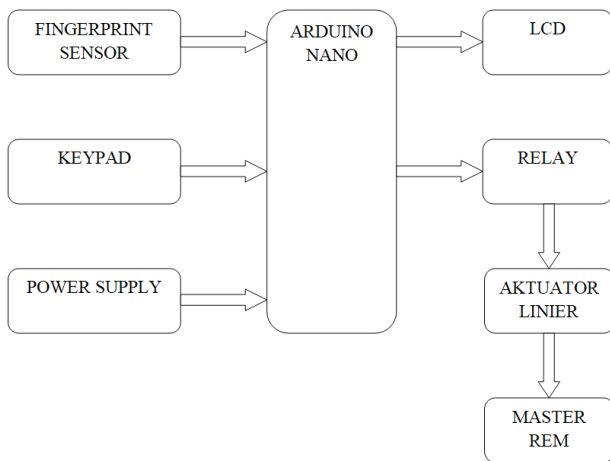 FINGERPRINT
SENSOR
ARDUINO
NANO
LCD
KEYPAD
RELAY
POWER SUPPLY
AKTUATOR
LINIER
MASTER
REM